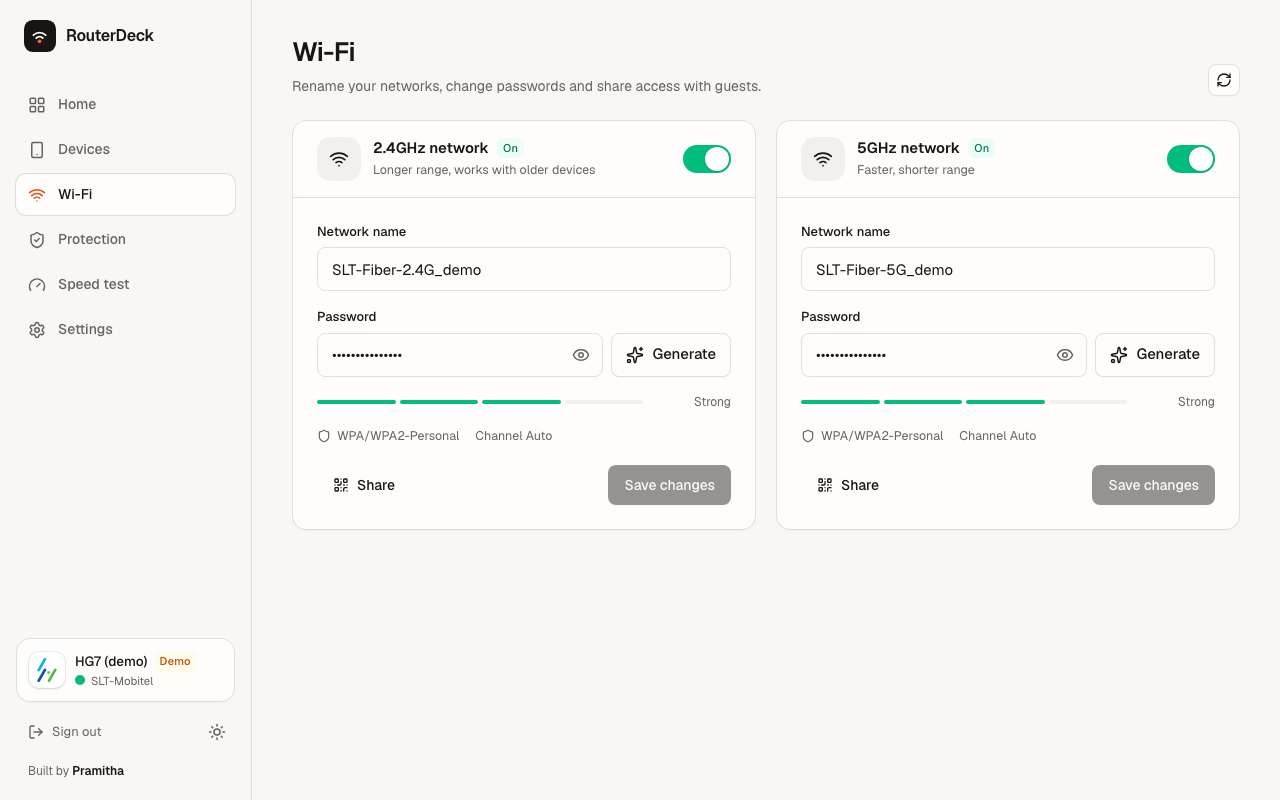 RouterDeck
Home
Devices
Wi-Fi
Protection
Speed test
Settings
HG7 (demo) Demo
SLT-Mobitel
Sign out
Built by Pramitha
Wi-Fi
Rename your networks, change passwords and share access with guests.
2.4GHz network On
Longer range, works with older devices
Network name
SLT-Fiber-2.4G_demo
Password
••••••••••••••
Generate
Strong
WPA/WPA2-Personal Channel Auto
Share
Save changes
5GHz network On
Faster, shorter range
Network name
SLT-Fiber-5G_demo
Password
••••••••••••••
Generate
Strong
WPA/WPA2-Personal Channel Auto
Share
Save changes